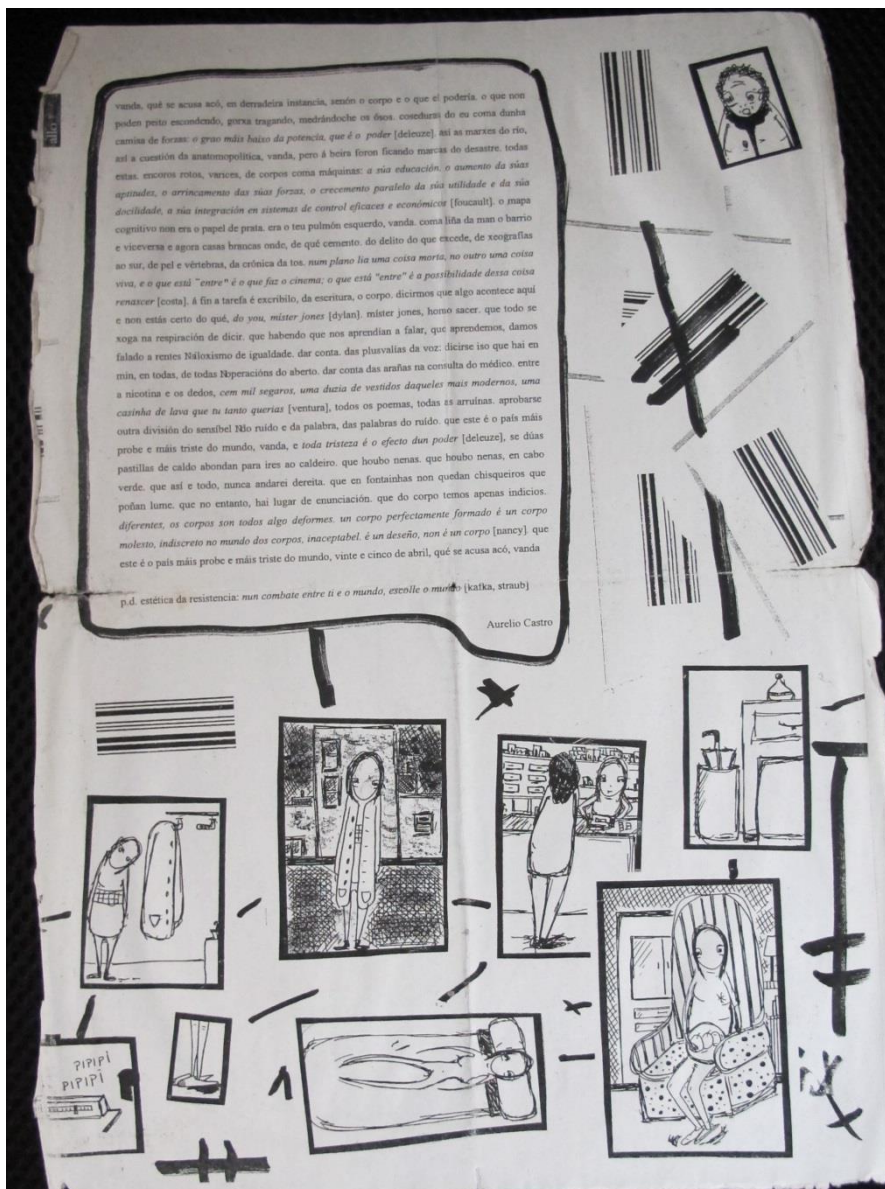 vanda, qué se acusa acó, en derradeira instancia, senón o corpo e o que el podería. o que non
poden peito escondendo, gorxa tragando, medrándoche os ósos. costuras do eu coma dunha
camisa de forzas: o grao máis baixo da potencia, que é o poder [deleuze]. así as marxes do río,
así a cuestión da anatomopolítica, vanda, pero á beira foron ficando marcas do desastre. todas
estas. encoros rotos, varices, de corpos coma máquinas: a súa educación, o aumento da súas
aptitudes, o arrincamento das súas forzas, o crecemento paralelo da súa utilidade e da súa
docilidade, a súa integración en sistemas de control eficaces e económicos [foucault]. o mapa
cognitivo non era o papel de prata. era o teu pulmón esquerdo, vanda. coma liña da man o barrio
e viceversa e agora casas brancas onde, de qué cemento. do delito do que excede, de xeografías
ao sur, de pel e vértebras, da crónica da tos. num plano lia uma coisa morta, no outro uma coisa
viva, e o que está "entre" é o que faz o cinema; o que está "entre" é a possibilidade dessa coisa
renascer [costa]. á fin a tarefa é escribilo, da escritura, o corpo. dicirmos que algo acontece aquí
e non estás certo do qué, do you, míster jones [dylan]. míster jones, homo sacer. que todo se
xoga na respiración de dicir. que habendo que nos aprendían a falar, que aprendemos, damos
falado a rentes Náloxismo de igualdade. dar conta. das plusvalías da voz: dicirse iso que hai en
min, en todas, de todas Noperacións do aberto. dar conta das arañas na consulta do médico. entre
a nicotina e os dedos, cem mil segaros, uma duzia de vestidos daqueles mais modernos, uma
casinha de lava que tu tanto querias [ventura], todos os poemas, todas as arruínas. aprobarse
outra división do sensíbel Ndo ruído e da palabra, das palabras do ruído. que este é o país máis
probe e máis triste do mundo, vanda, e toda tristeza é o efecto dun poder [deleuze], se dúas
pastillas de caldo abondan para ires ao caldeiro. que houbo nenas. que houbo nenas, en cabo
verde. que así e todo, nunca andarei dereita. que en fontainhas non quedan chisqueiros que
poñan lume. que no entanto, hai lugar de enunciación. que do corpo temos apenas indicios.
diferentes, os corpos son todos algo deformes. un corpo perfectamente formado é un corpo
molesto, indiscreto no mundo dos corpos, inaceptabel. é un deseño, non é un corpo [nancy]. que
este é o país máis probe e máis triste do mundo, vinte e cinco de abril, qué se acusa acó, vanda
p.d. estética da resistencia: nun combate entre ti e o mundo, escolle o mundo [kafka, straub]
Aurelio Castro
PIPIPI
PIPIPI